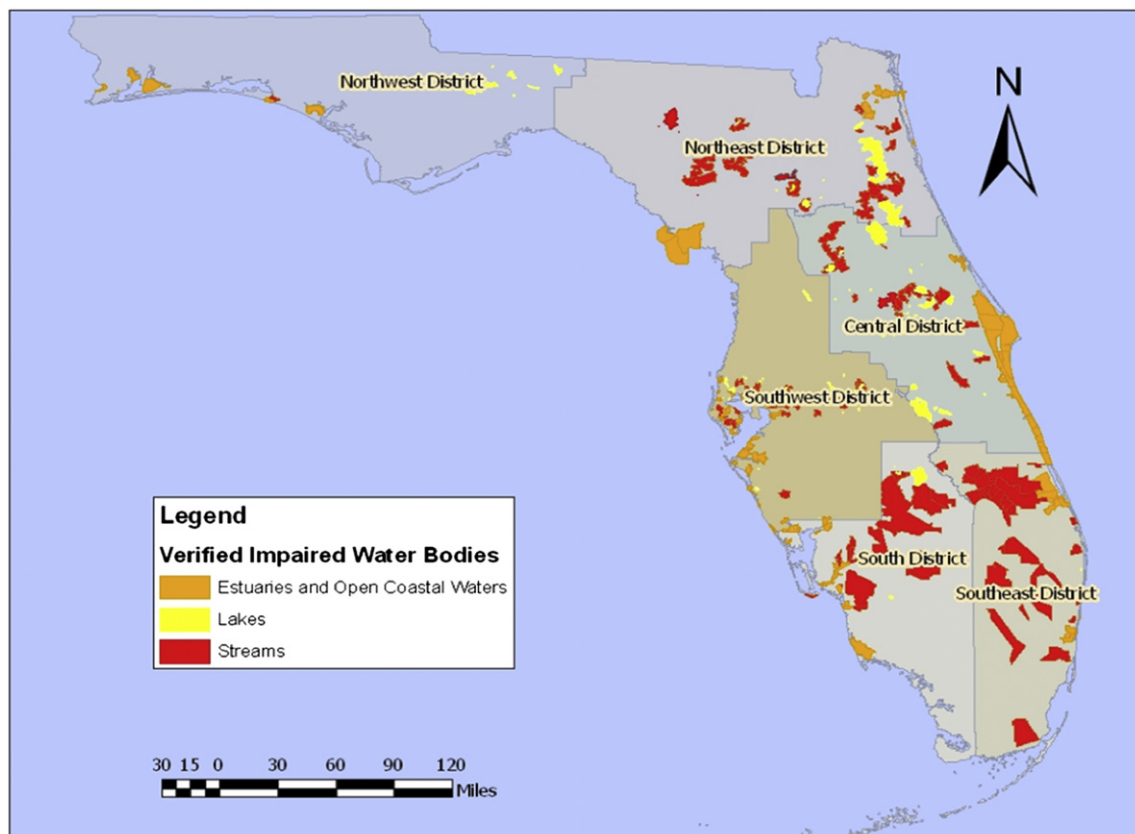 N
Northwest District
Northeast District
Central District
Southwest District
South District
Southeast District
Legend
Verified Impaired Water Bodies
Estuaries and Open Coastal Waters
Lakes
Streams
30 15 0 30 60 90 120
Miles